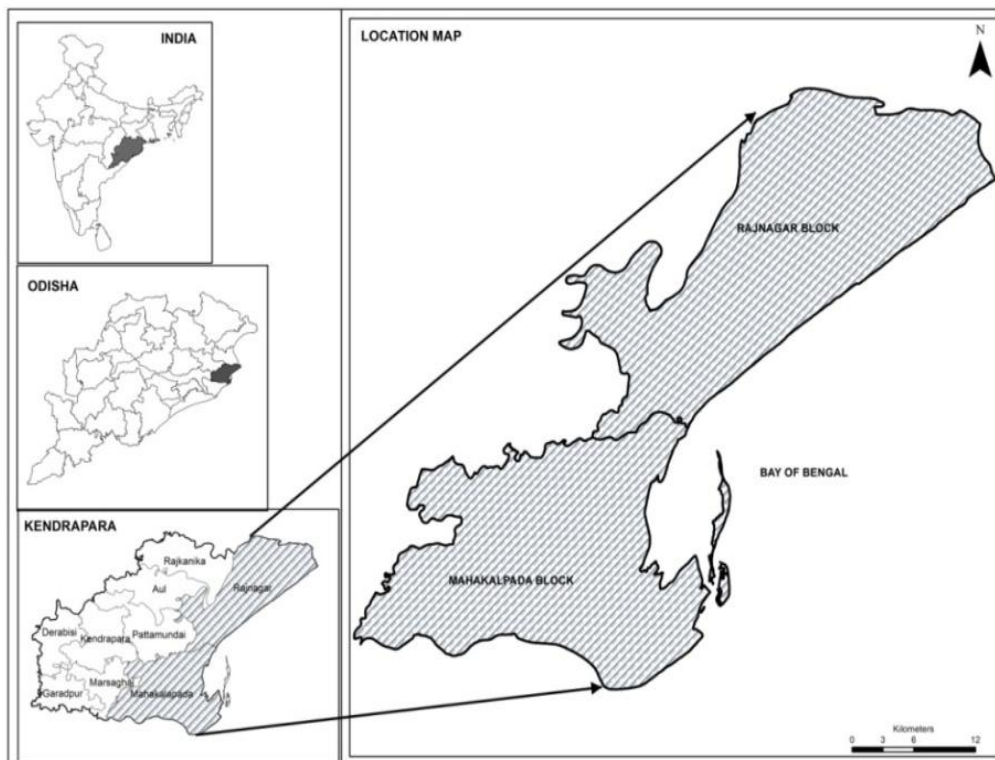 INDIA
ODISHA
KENDRAPARA
Rajkanika
Aul
Rajnagar
Derabisi
Kendrapara
Pattamundai
Marsaghai
Garadpur
Mahakalapada
LOCATION MAP
N
RAJNAGAR BLOCK
BAY OF BENGAL
MAHAKALPADA BLOCK
Kilometers
0 3 6 12